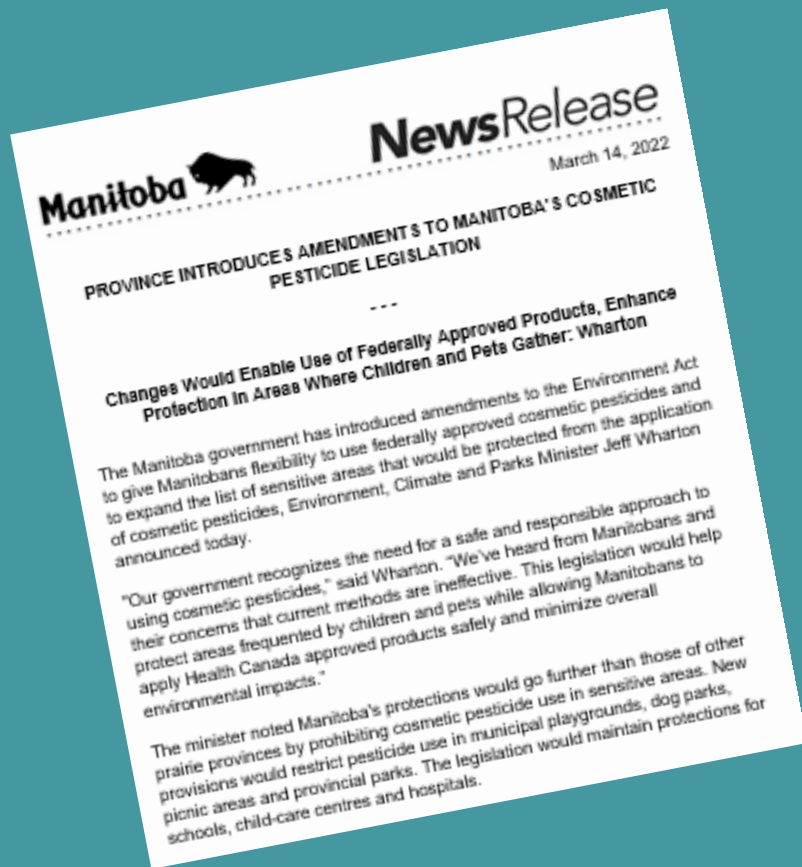 Manitoba
NewsRelease
March 14, 2022
PROVINCE INTRODUCES AMENDMENTS TO MANITOBA'S COSMETIC
PESTICIDE LEGISLATION
---
Changes Would Enable Use of Federally Approved Products, Enhance
Protection in Areas Where Children and Pets Gather: Wharton
The Manitoba government has introduced amendments to the Environment Act
to give Manitobans flexibility to use federally approved cosmetic pesticides and
to expand the list of sensitive areas that would be protected from the application
of cosmetic pesticides, Environment, Climate and Parks Minister Jeff Wharton
announced today.
"Our government recognizes the need for a safe and responsible approach to
using cosmetic pesticides," said Wharton. "We've heard from Manitobans and
their concerns that current methods are ineffective. This legislation would help
protect areas frequented by children and pets while allowing Manitobans to
apply Health Canada approved products safely and minimize overall
environmental impacts."
The minister noted Manitoba's protections would go further than those of other
prairie provinces by prohibiting cosmetic pesticide use in sensitive areas. New
provisions would restrict pesticide use in municipal playgrounds, dog parks,
picnic areas and provincial parks. The legislation would maintain protections for
schools, child-care centres and hospitals.